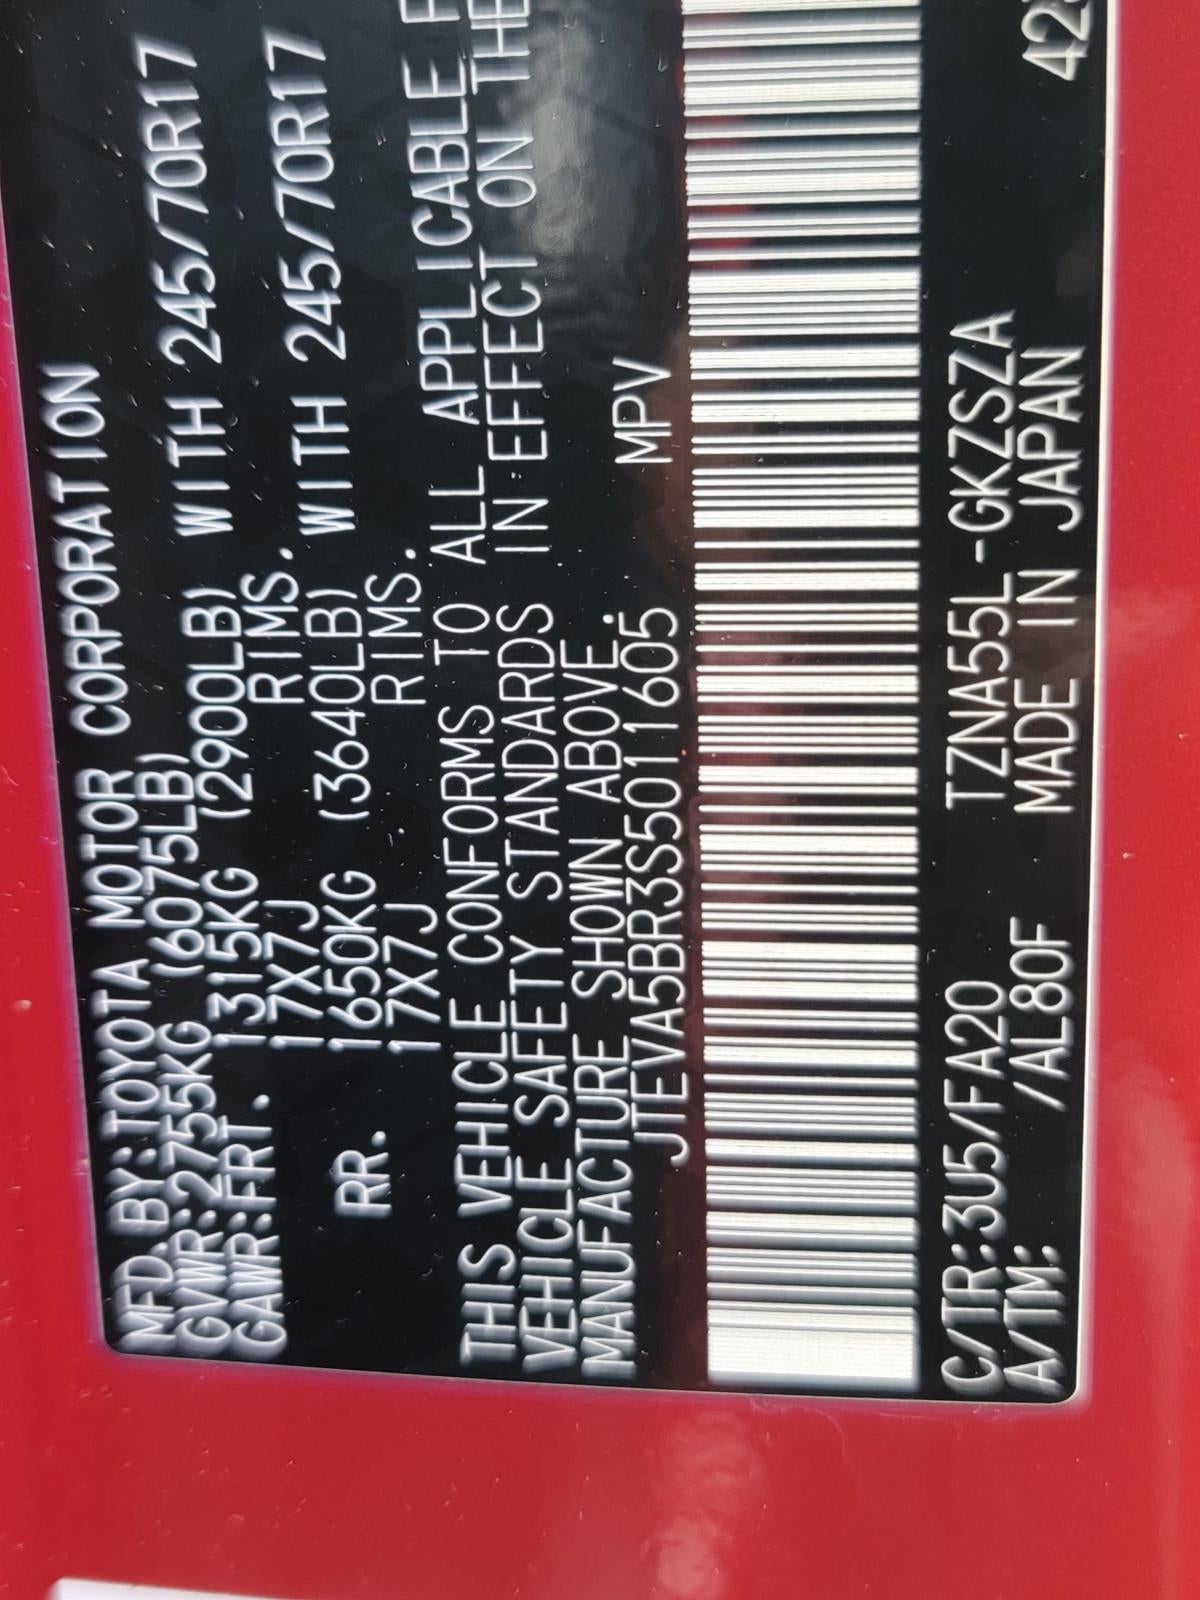 MFD.BY:TOYOTA MOTOR CORPORATION
GVWR:2755KG (6075LB)
GAWR:FRT. 1315KG (2900LB) WITH 245/70R17
17X7J RIMS.
RR. 1650KG (3640LB) WITH 245/70R17
17X7J RIMS.
THIS VEHICLE CONFORMS TO ALL APPLICABLE F
VEHICLE SAFETY STANDARDS IN EFFECT ON THE
MANUFACTURE SHOWN ABOVE.
JTEVA5BR3S5011605 MPV
C/TR:3U5/FA20 TZNA55L-GKZSZA
A/TM: /AL80F MADE IN JAPAN 42